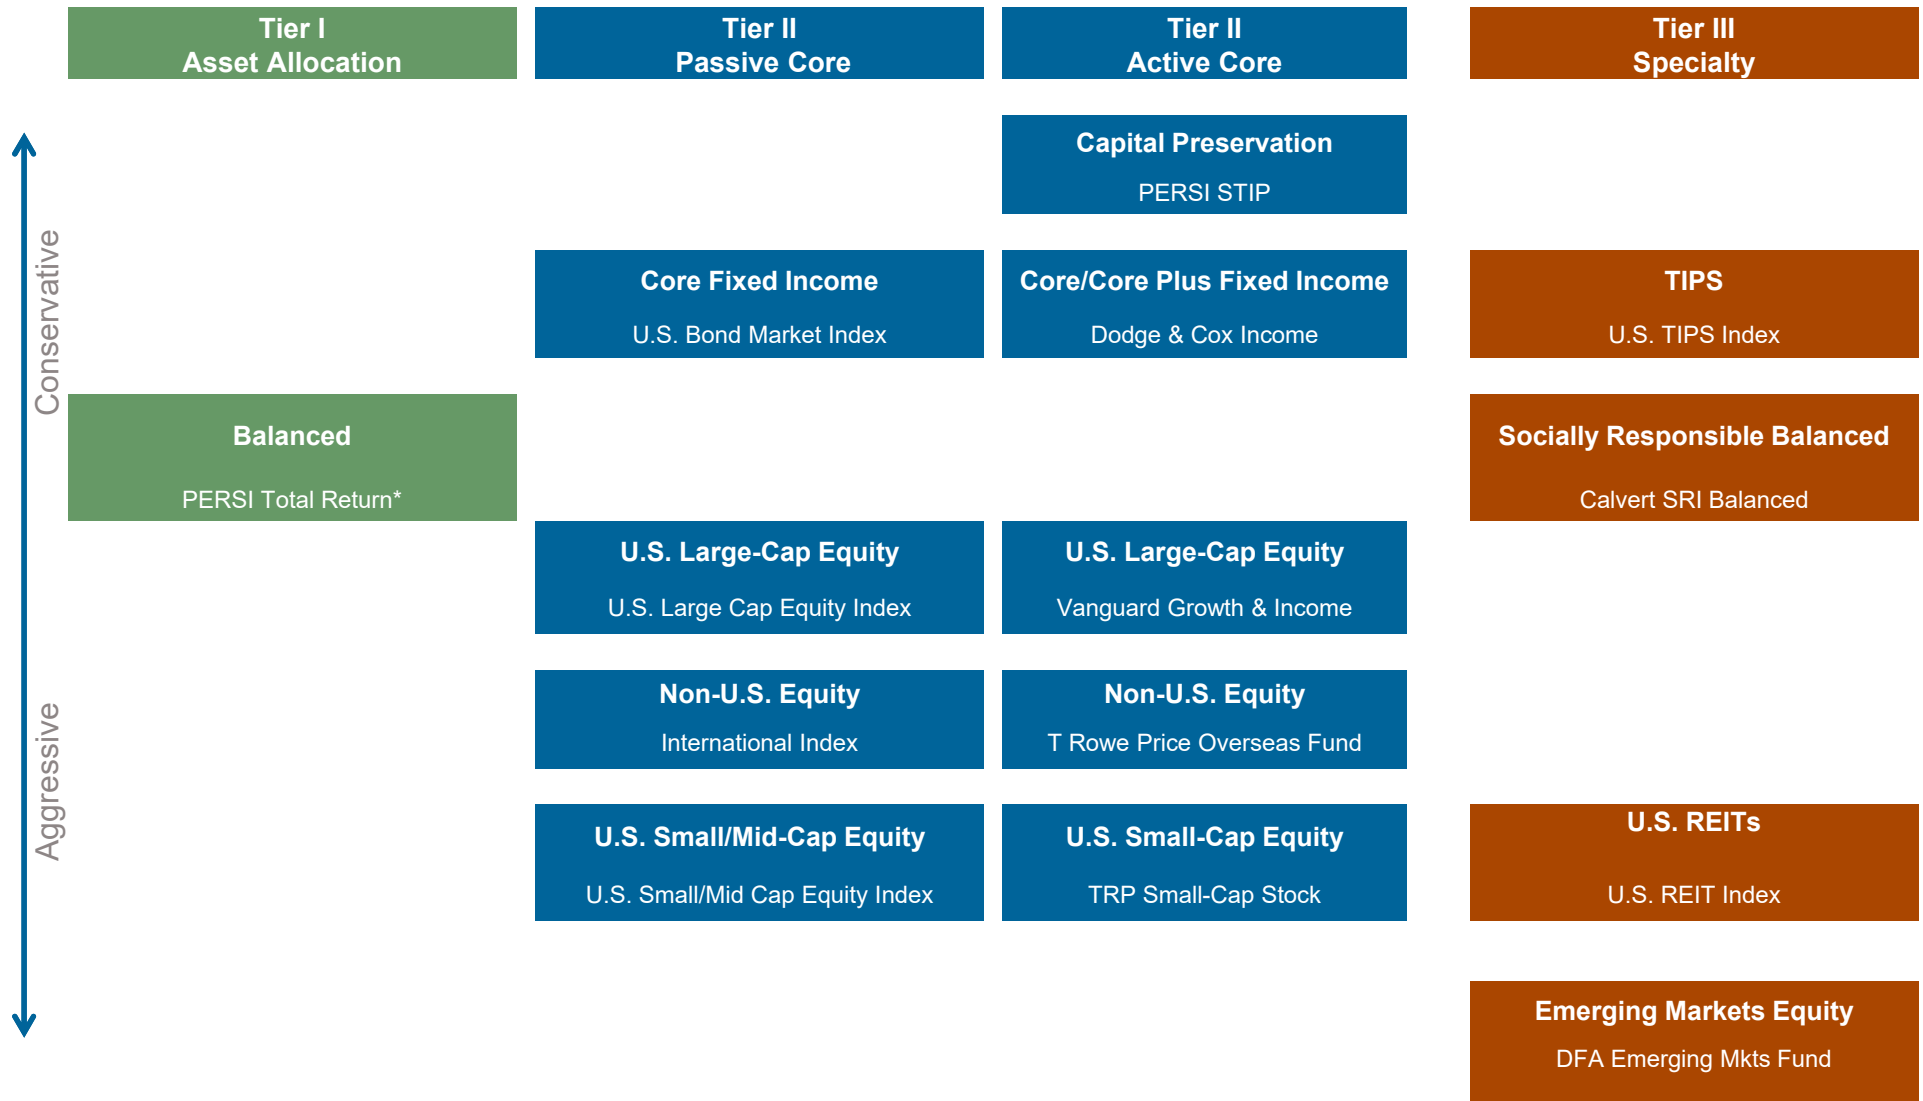 Tier I
Asset Allocation
Tier II
Passive Core
Tier II
Active Core
Tier III
Specialty
Conservative
Aggressive
Capital Preservation
PERSI STIP
Core Fixed Income
U.S. Bond Market Index
Core/Core Plus Fixed Income
Dodge & Cox Income
TIPS
U.S. TIPS Index
Balanced
PERSI Total Return*
Socially Responsible Balanced
Calvert SRI Balanced
U.S. Large-Cap Equity
U.S. Large Cap Equity Index
U.S. Large-Cap Equity
Vanguard Growth & Income
Non-U.S. Equity
International Index
Non-U.S. Equity
T Rowe Price Overseas Fund
U.S. Small/Mid-Cap Equity
U.S. Small/Mid Cap Equity Index
U.S. Small-Cap Equity
TRP Small-Cap Stock
U.S. REITs
U.S. REIT Index
Emerging Markets Equity
DFA Emerging Mkts Fund